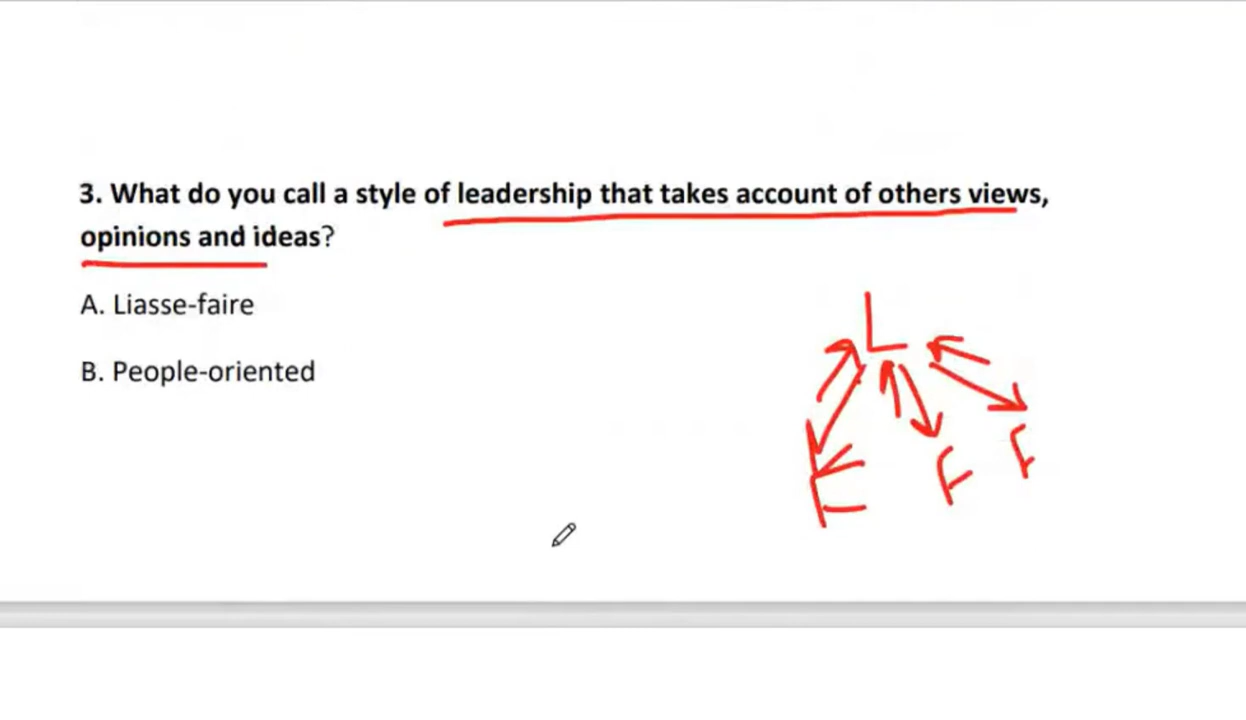 3. What do you call a style of leadership that takes account of others views,
opinions and ideas?
A. Liasse-faire
B. People-oriented
L
F F F